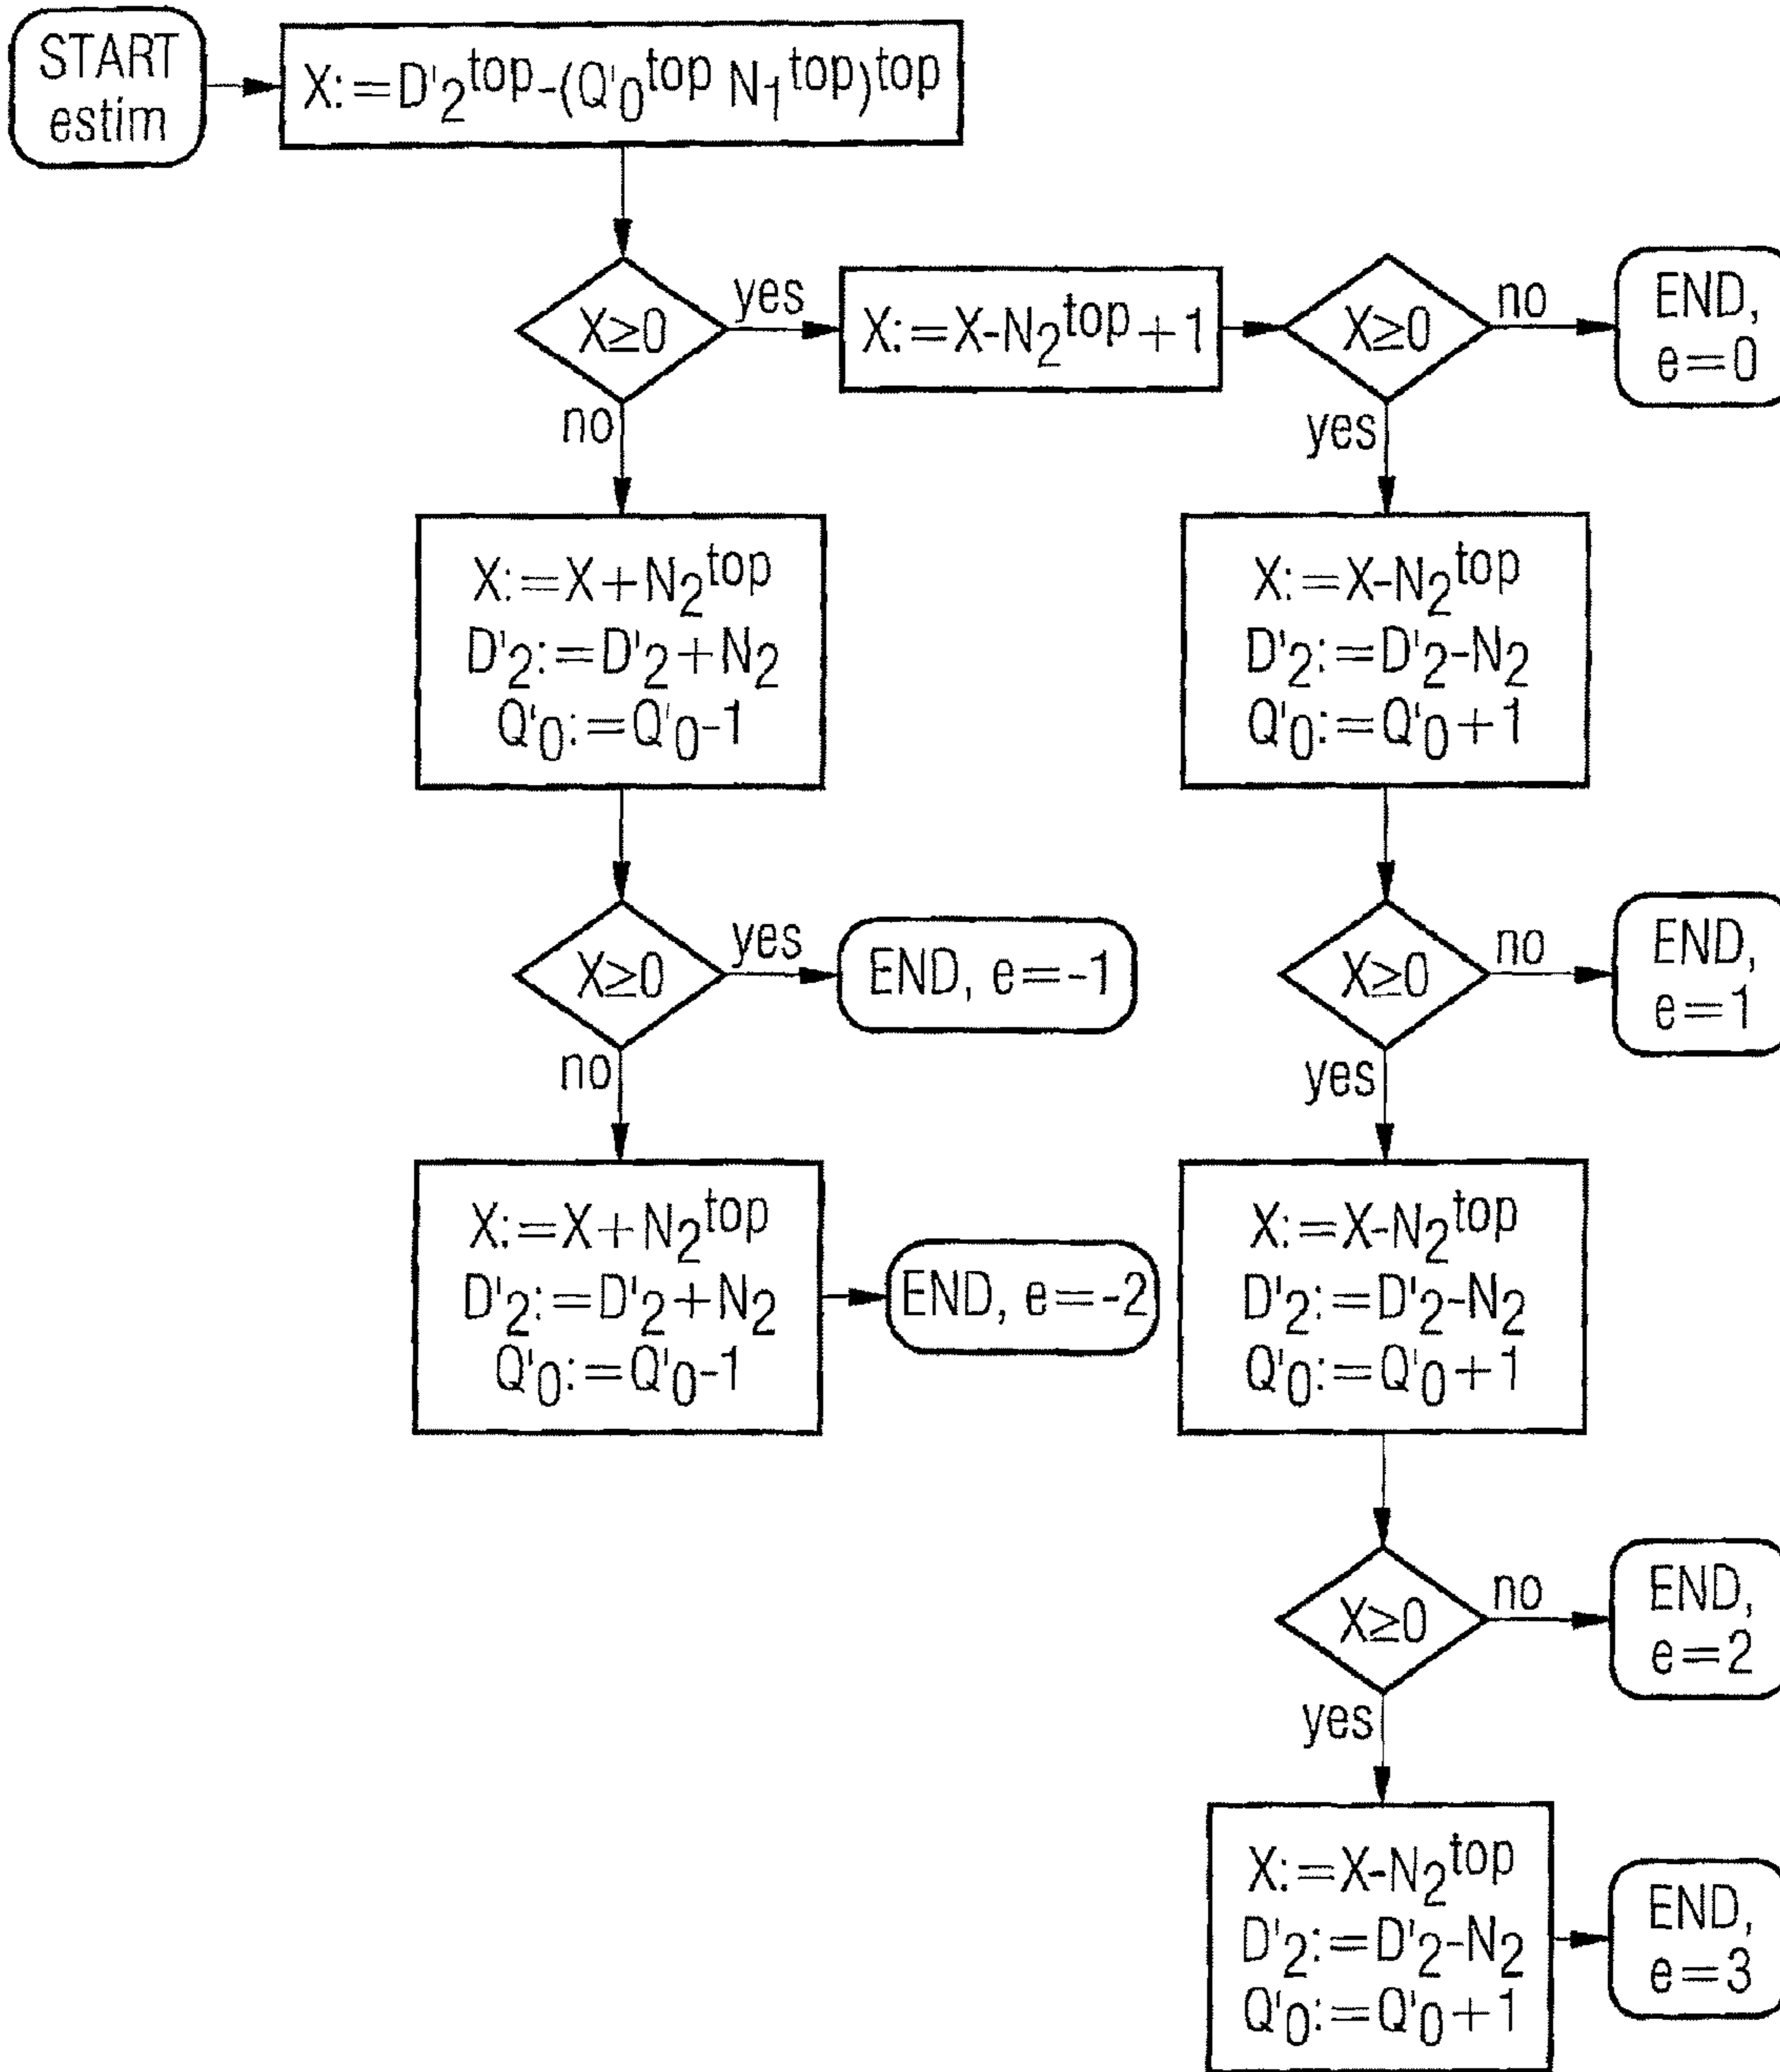 START
estim
X:=D'₂ᵗᵒᵖ-(Q'₀ᵗᵒᵖ N₁ᵗᵒᵖ)ᵗᵒᵖ
X≥0
yes
no
X:=X-N₂ᵗᵒᵖ+1
X≥0
no
yes
END,
e=0
X:=X+N₂ᵗᵒᵖ
D'₂:=D'₂+N₂
Q'₀:=Q'₀-1
X:=X-N₂ᵗᵒᵖ
D'₂:=D'₂-N₂
Q'₀:=Q'₀+1
X≥0
yes
no
END, e=-1
X≥0
no
yes
END,
e=1
X:=X+N₂ᵗᵒᵖ
D'₂:=D'₂+N₂
Q'₀:=Q'₀-1
END, e=-2
X:=X-N₂ᵗᵒᵖ
D'₂:=D'₂-N₂
Q'₀:=Q'₀+1
X≥0
no
yes
END,
e=2
X:=X-N₂ᵗᵒᵖ
D'₂:=D'₂-N₂
Q'₀:=Q'₀+1
END,
e=3